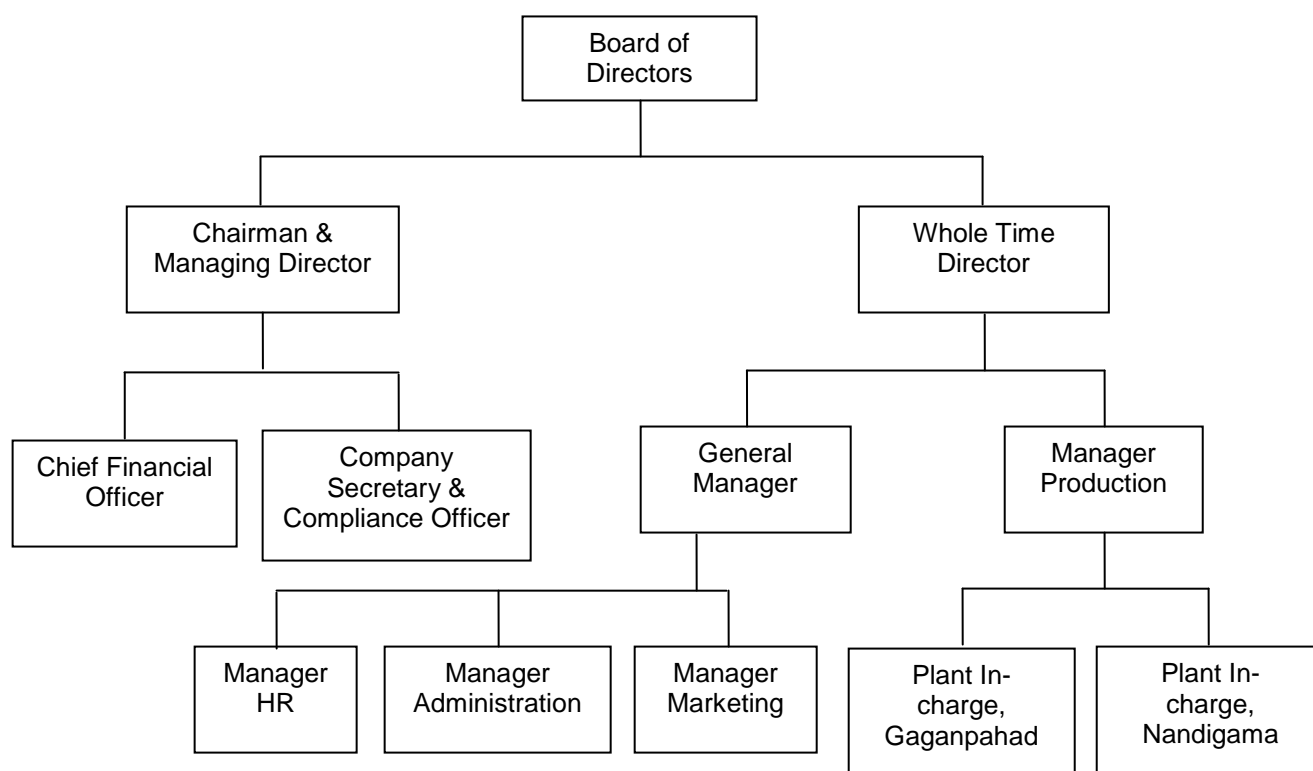 Board of
Directors
Chairman &
Managing Director
Whole Time
Director
Chief Financial
Officer
Company
Secretary &
Compliance Officer
General
Manager
Manager
Production
Manager
HR
Manager
Administration
Manager
Marketing
Plant In-
charge,
Gaganpahad
Plant In-
charge,
Nandigama